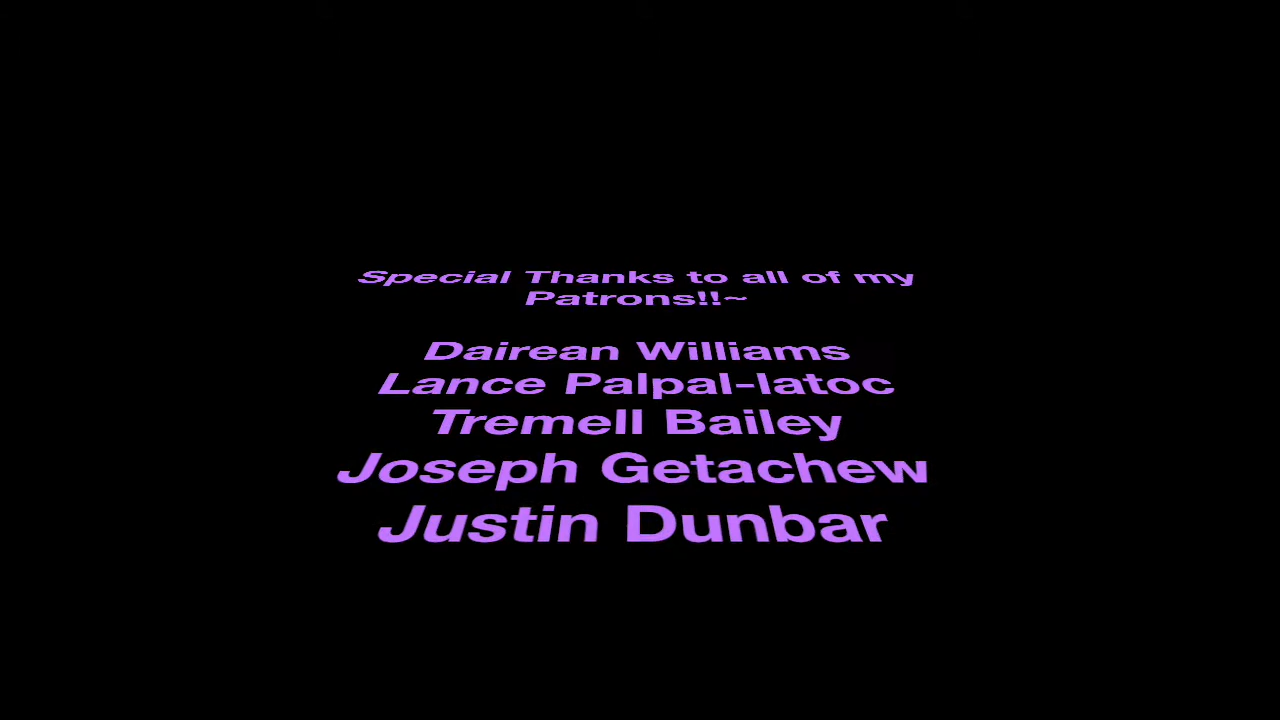 Special Thanks to all of my
Patrons!!~
Dairean Williams
Lance Palpal-latoc
Tremell Bailey
Joseph Getachew
Justin Dunbar